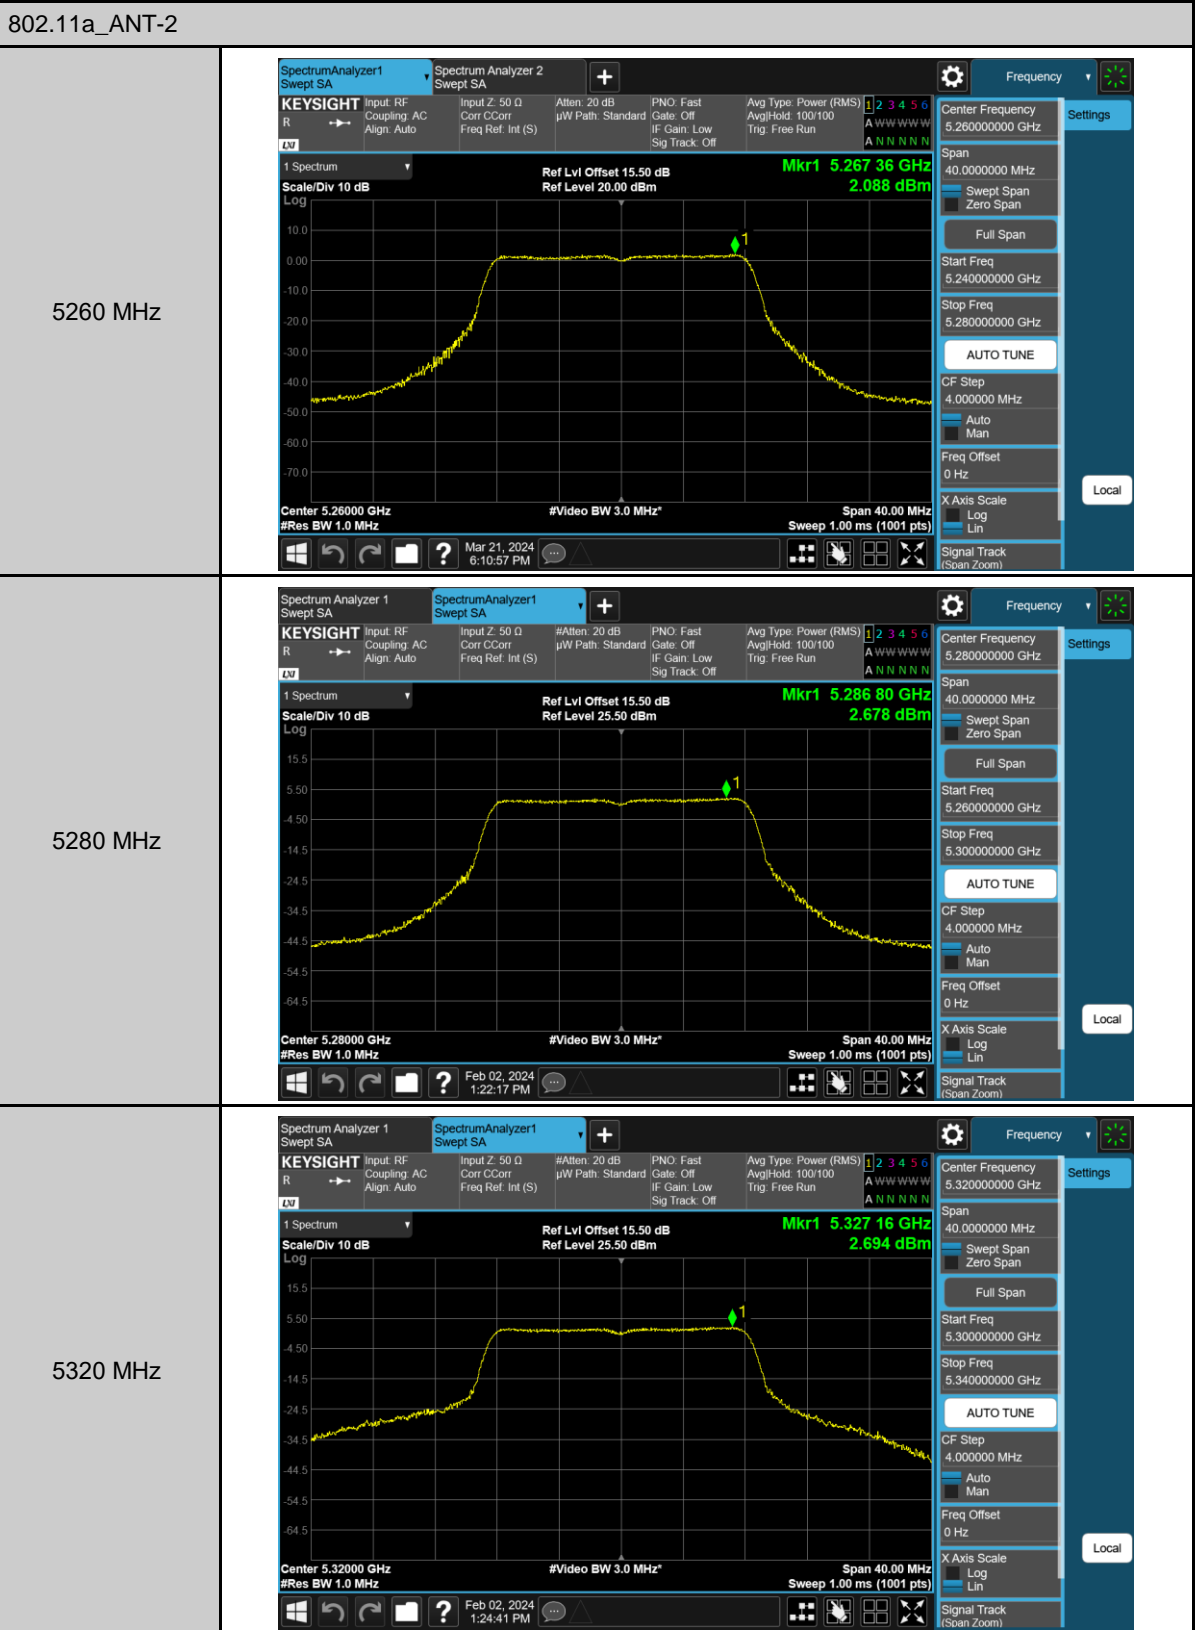 802.11a_ANT-2
5260 MHz
SpectrumAnalyzer1
Swept SA
Spectrum Analyzer 2
Swept SA
Frequency
KEYSIGHT
R
LXI
Input: RF
Coupling: AC
Align: Auto
Input Z: 50 Ω
Corr CCorr
Freq Ref: Int (S)
Atten: 20 dB
µW Path: Standard
PNO: Fast
Gate: Off
IF Gain: Low
Sig Track: Off
Avg Type: Power (RMS)
Avg|Hold: 100/100
Trig: Free Run
1 2 3 4 5 6
A W W W W W
A N N N N N
1 Spectrum
Scale/Div 10 dB
Log
Ref Lvl Offset 15.50 dB
Ref Level 20.00 dBm
Mkr1 5.267 36 GHz
2.088 dBm
10.0
0.00
-10.0
-20.0
-30.0
-40.0
-50.0
-60.0
-70.0
1
Center 5.26000 GHz
#Res BW 1.0 MHz
#Video BW 3.0 MHz*
Span 40.00 MHz
Sweep 1.00 ms (1001 pts)
Mar 21, 2024
6:10:57 PM
Center Frequency
5.260000000 GHz
Span
40.0000000 MHz
Swept Span
Zero Span
Full Span
Start Freq
5.240000000 GHz
Stop Freq
5.280000000 GHz
AUTO TUNE
CF Step
4.000000 MHz
Auto
Man
Freq Offset
0 Hz
X Axis Scale
Log
Lin
Signal Track
(Span Zoom)
Settings
Local
5280 MHz
Spectrum Analyzer 1
Swept SA
SpectrumAnalyzer1
Swept SA
Frequency
KEYSIGHT
R
LXI
Input: RF
Coupling: AC
Align: Auto
Input Z: 50 Ω
Corr CCorr
Freq Ref: Int (S)
#Atten: 20 dB
µW Path: Standard
PNO: Fast
Gate: Off
IF Gain: Low
Sig Track: Off
Avg Type: Power (RMS)
Avg|Hold: 100/100
Trig: Free Run
1 2 3 4 5 6
A W W W W W
A N N N N N
1 Spectrum
Scale/Div 10 dB
Log
Ref Lvl Offset 15.50 dB
Ref Level 25.50 dBm
Mkr1 5.286 80 GHz
2.678 dBm
15.5
5.50
-4.50
-14.5
-24.5
-34.5
-44.5
-54.5
-64.5
1
Center 5.28000 GHz
#Res BW 1.0 MHz
#Video BW 3.0 MHz*
Span 40.00 MHz
Sweep 1.00 ms (1001 pts)
Feb 02, 2024
1:22:17 PM
Center Frequency
5.280000000 GHz
Span
40.0000000 MHz
Swept Span
Zero Span
Full Span
Start Freq
5.260000000 GHz
Stop Freq
5.300000000 GHz
AUTO TUNE
CF Step
4.000000 MHz
Auto
Man
Freq Offset
0 Hz
X Axis Scale
Log
Lin
Signal Track
(Span Zoom)
Settings
Local
5320 MHz
Spectrum Analyzer 1
Swept SA
SpectrumAnalyzer1
Swept SA
Frequency
KEYSIGHT
R
LXI
Input: RF
Coupling: AC
Align: Auto
Input Z: 50 Ω
Corr CCorr
Freq Ref: Int (S)
#Atten: 20 dB
µW Path: Standard
PNO: Fast
Gate: Off
IF Gain: Low
Sig Track: Off
Avg Type: Power (RMS)
Avg|Hold: 100/100
Trig: Free Run
1 2 3 4 5 6
A W W W W W
A N N N N N
1 Spectrum
Scale/Div 10 dB
Log
Ref Lvl Offset 15.50 dB
Ref Level 25.50 dBm
Mkr1 5.327 16 GHz
2.694 dBm
15.5
5.50
-4.50
-14.5
-24.5
-34.5
-44.5
-54.5
-64.5
1
Center 5.32000 GHz
#Res BW 1.0 MHz
#Video BW 3.0 MHz*
Span 40.00 MHz
Sweep 1.00 ms (1001 pts)
Feb 02, 2024
1:24:41 PM
Center Frequency
5.320000000 GHz
Span
40.0000000 MHz
Swept Span
Zero Span
Full Span
Start Freq
5.300000000 GHz
Stop Freq
5.340000000 GHz
AUTO TUNE
CF Step
4.000000 MHz
Auto
Man
Freq Offset
0 Hz
X Axis Scale
Log
Lin
Signal Track
(Span Zoom)
Settings
Local